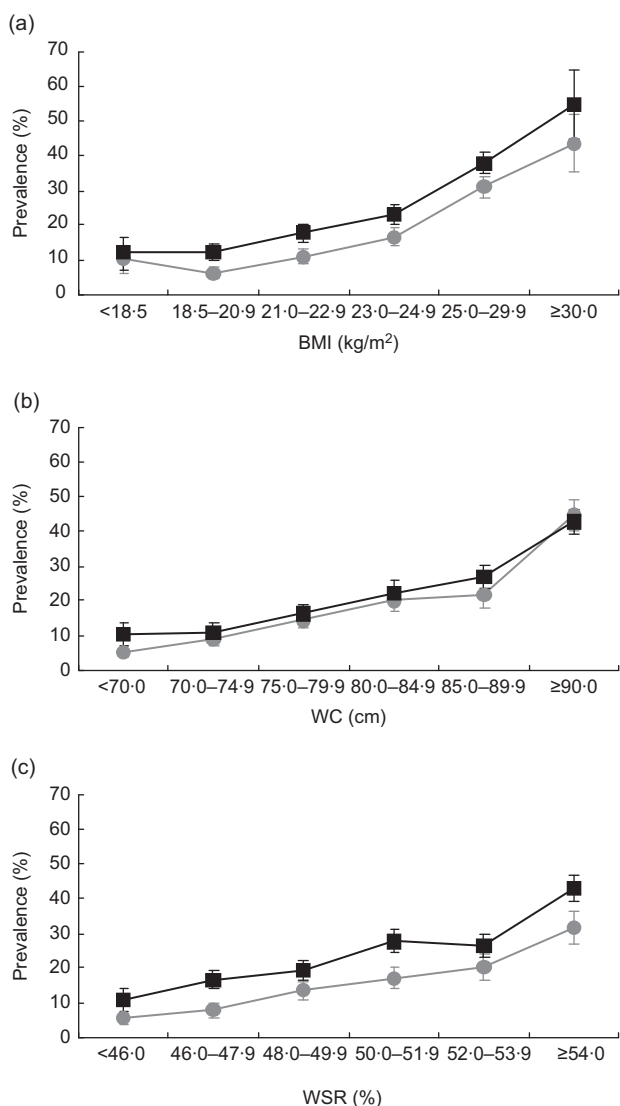 (a)
70
60
50
40
30
20
10
0
Prevalence (%)
<18·5 18·5–20·9 21·0–22·9 23·0–24·9 25·0–29·9 ≥30·0
BMI (kg/m²)
(b)
70
60
50
40
30
20
10
0
Prevalence (%)
<70·0 70·0–74·9 75·0–79·9 80·0–84·9 85·0–89·9 ≥90·0
WC (cm)
(c)
70
60
50
40
30
20
10
0
Prevalence (%)
<46·0 46·0–47·9 48·0–49·9 50·0–51·9 52·0–53·9 ≥54·0
WSR (%)